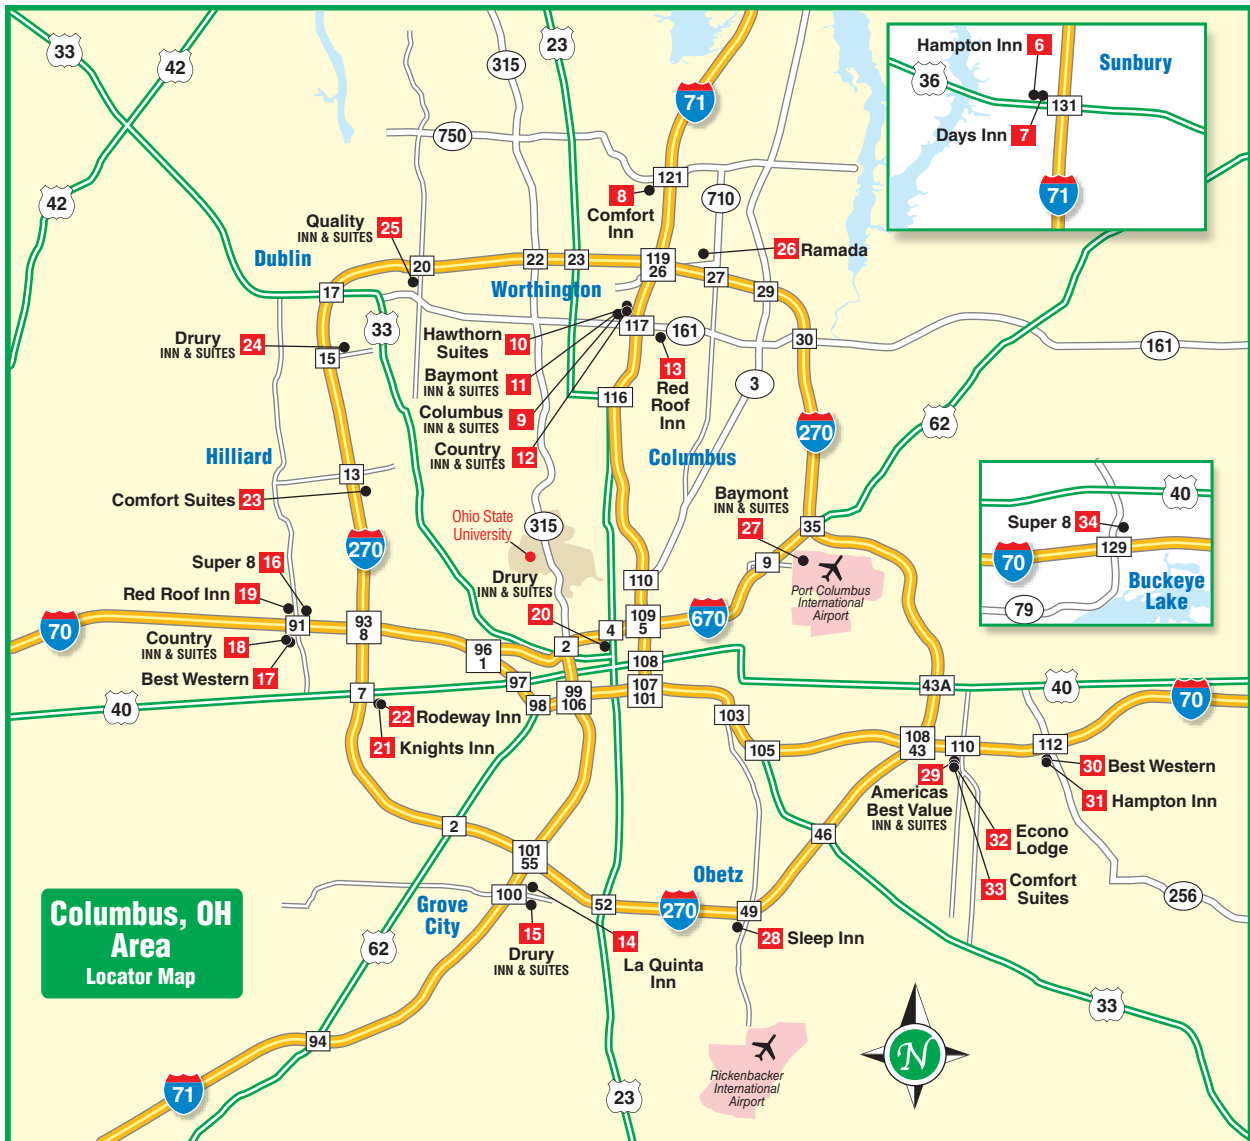 33
42
23
315
71
750
121
710
42
8
Comfort
Inn
Hampton Inn 6
Sunbury
36
131
Days Inn 7
71
Quality
INN & SUITES
25
Dublin
20
22
23
119
26
26 Ramada
27
29
17
Worthington
33
Drury
INN & SUITES
24
15
Hawthorn
Suites
10
117
161
30
161
Baymont
INN & SUITES
11
13
Red
Roof
Inn
3
116
Columbus
INN & SUITES
9
Country
INN & SUITES
12
270
62
Hilliard
Columbus
13
Comfort Suites 23
Baymont
INN & SUITES
27
40
Super 8 34
129
70
Buckeye
Lake
79
Ohio State
University
315
35
270
9
Port Columbus
International
Airport
Super 8 16
Drury
INN & SUITES
20
110
Red Roof Inn 19
91
93
8
70
109
5
670
4
2
Country
INN & SUITES
18
Best Western 17
96
1
108
97
7
99
106
107
101
98
43A
40
70
40
22 Rodeway Inn
21 Knights Inn
103
105
108
43
110
112
30 Best Western
31 Hampton Inn
29
Americas
Best Value
INN & SUITES
32
Econo
Lodge
33
Comfort
Suites
2
46
101
55
Obetz
256
100
Grove
City
52
270
49
28 Sleep Inn
15
Drury
INN & SUITES
14
La Quinta
Inn
62
Columbus, OH
Area
Locator Map
94
33
N
Rickenbacker
International
Airport
71
23